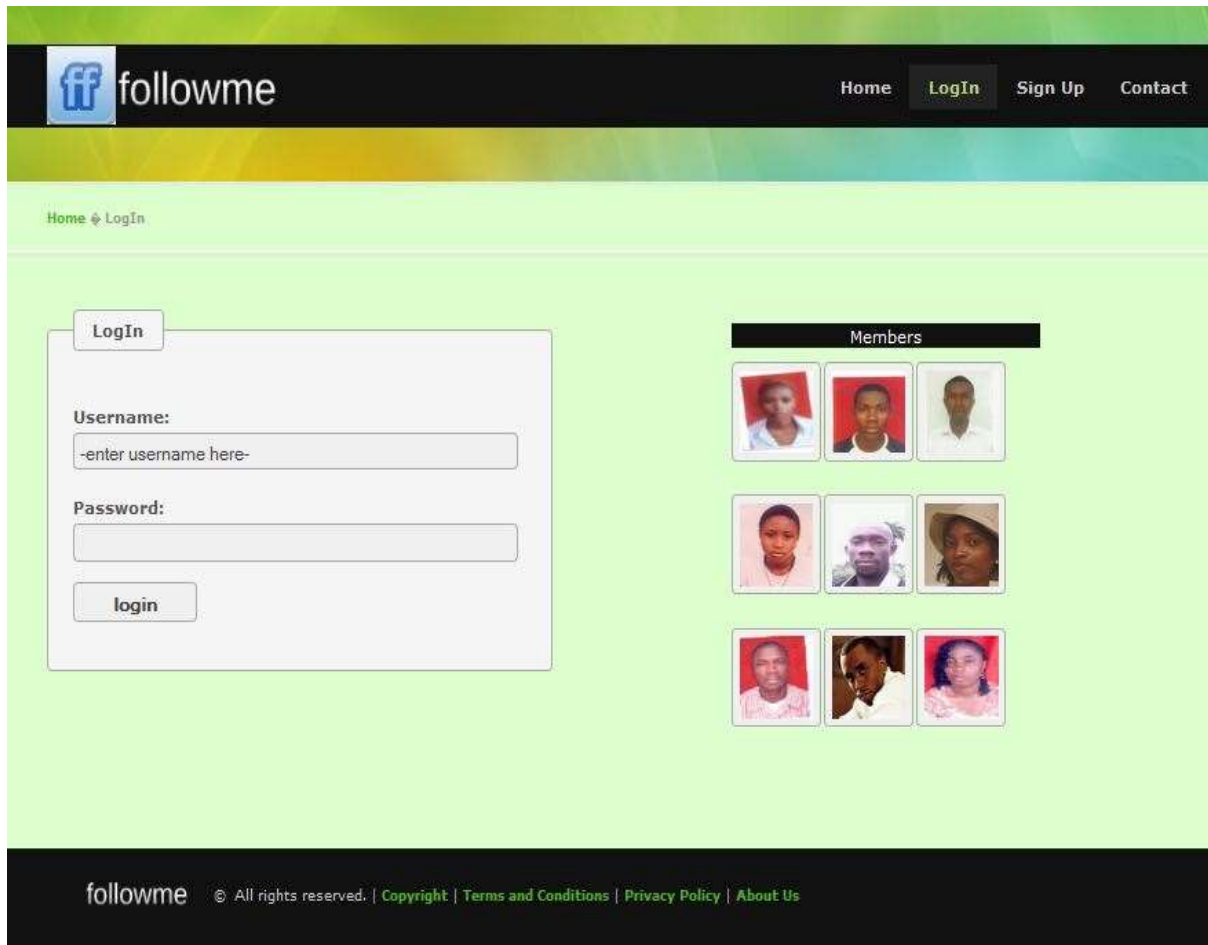 ff followme
Home LogIn Sign Up Contact
Home � LogIn
LogIn
Username:
-enter username here-
Password:
login
Members
followme © All rights reserved. | Copyright | Terms and Conditions | Privacy Policy | About Us